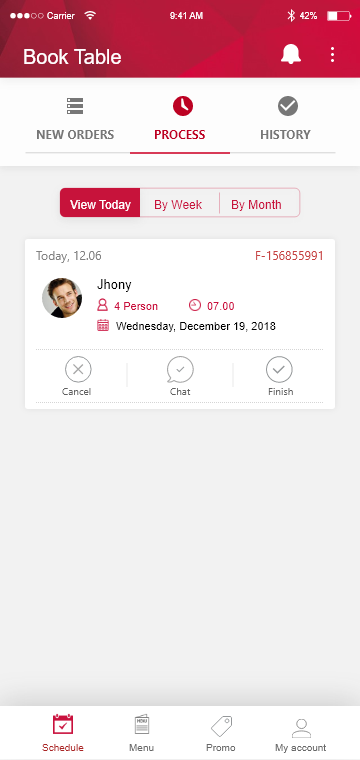 Carrier 9:41 AM 42%
Book Table
NEW ORDERS PROCESS HISTORY
View Today By Week By Month
Today, 12.06 F-156855991
Jhony
4 Person 07.00
Wednesday, December 19, 2018
Cancel Chat Finish
MENU
Schedule Menu Promo My account